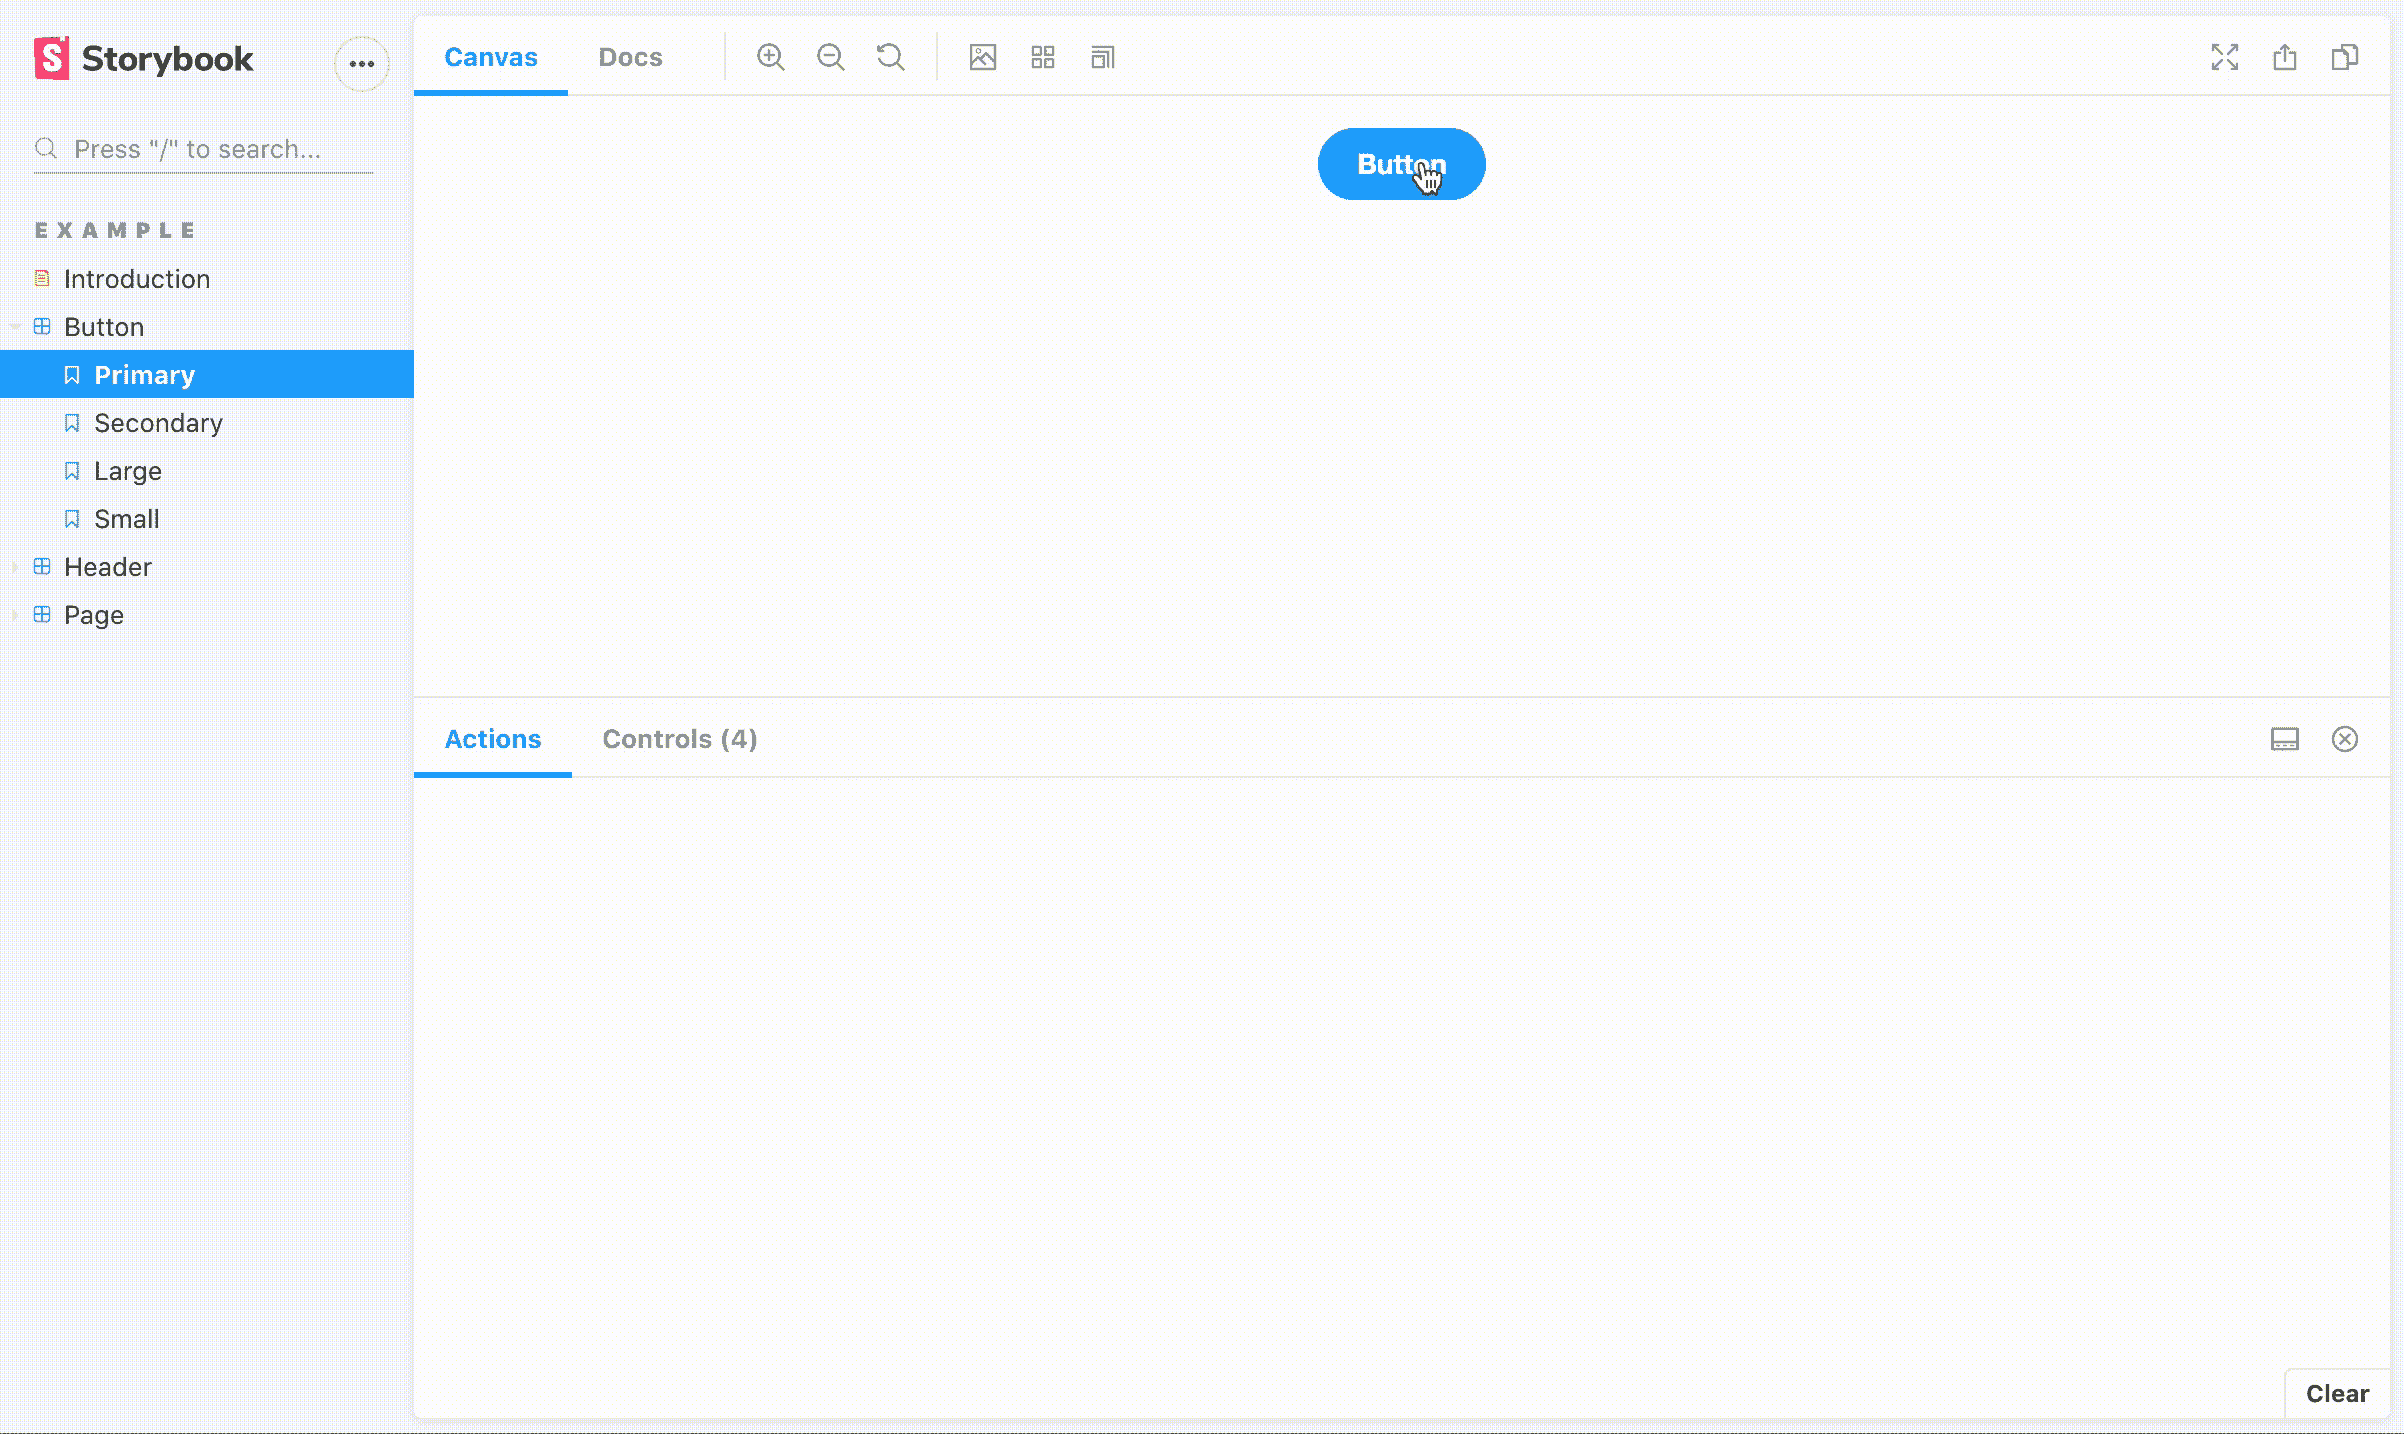 Storybook
Press "/" to search...
EXAMPLE
Introduction
Button
Primary
Secondary
Large
Small
Header
Page
Canvas Docs
Button
Actions Controls (4)
Clear